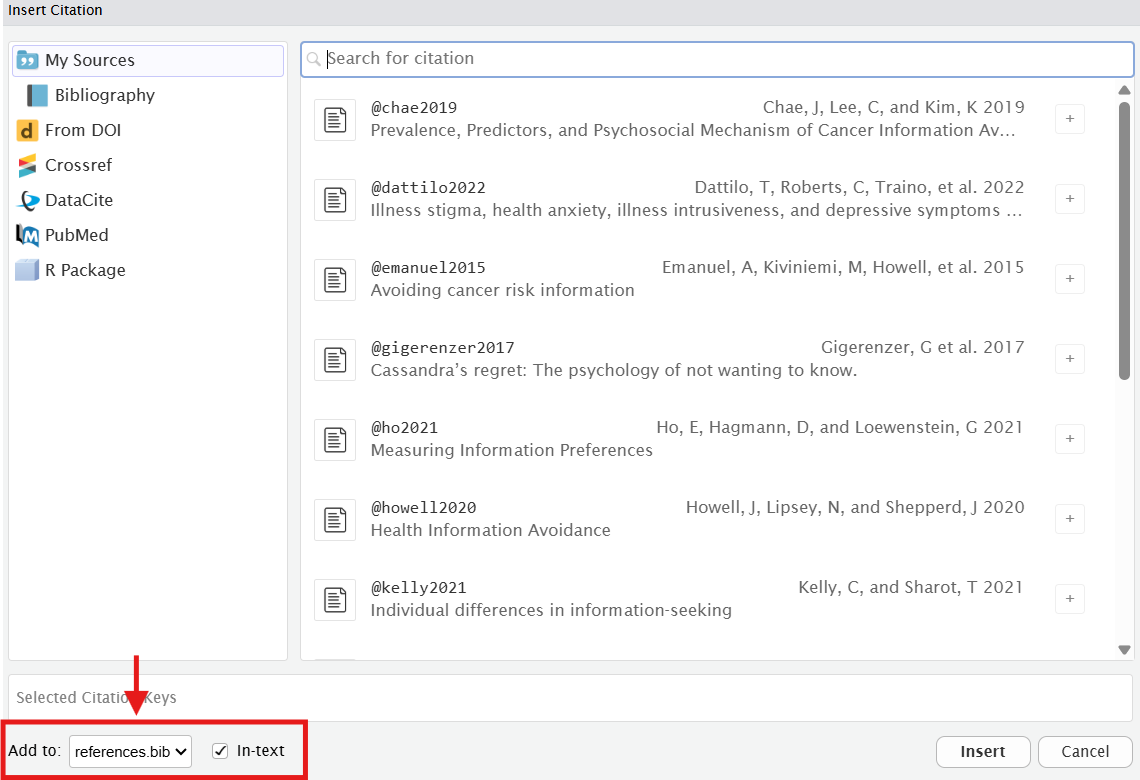 Insert Citation
My Sources
Bibliography
From DOI
Crossref
DataCite
PubMed
R Package
Search for citation
@chae2019 Chae, J, Lee, C, and Kim, K 2019
Prevalence, Predictors, and Psychosocial Mechanism of Cancer Information Av…
+
@dattilo2022 Dattilo, T, Roberts, C, Traino, et al. 2022
Illness stigma, health anxiety, illness intrusiveness, and depressive symptoms …
+
@emanuel2015 Emanuel, A, Kiviniemi, M, Howell, et al. 2015
Avoiding cancer risk information
+
@gigerenzer2017 Gigerenzer, G et al. 2017
Cassandra’s regret: The psychology of not wanting to know.
+
@ho2021 Ho, E, Hagmann, D, and Loewenstein, G 2021
Measuring Information Preferences
+
@howell2020 Howell, J, Lipsey, N, and Shepperd, J 2020
Health Information Avoidance
+
@kelly2021 Kelly, C, and Sharot, T 2021
Individual differences in information-seeking
+
Selected Citation Keys
Add to: references.bib In-text
Insert Cancel